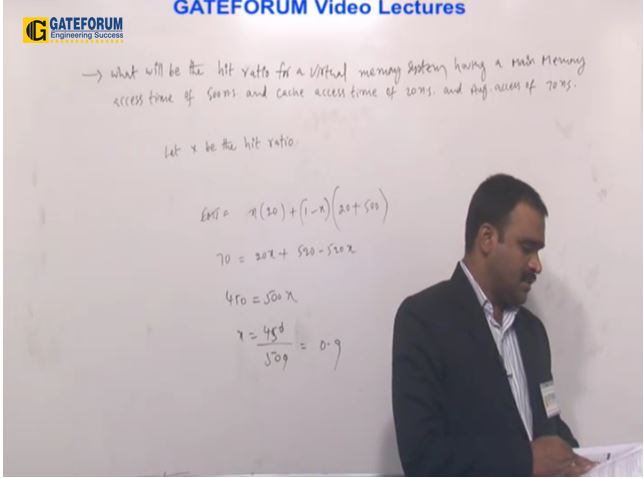 GATEFORUM Video Lectures
G GATEFORUM
Engineering Success
→ what will be the hit ratio for a virtual memory system having a Main Memory
access time of 500ns. and cache access time of 20ns. and Avg. access of 70ns.
Let x be the hit ratio.
x(20) + (1-x)(20+500)
70 = 20x + 520 - 520x
450 = 500x
x = 450/500 = 0.9